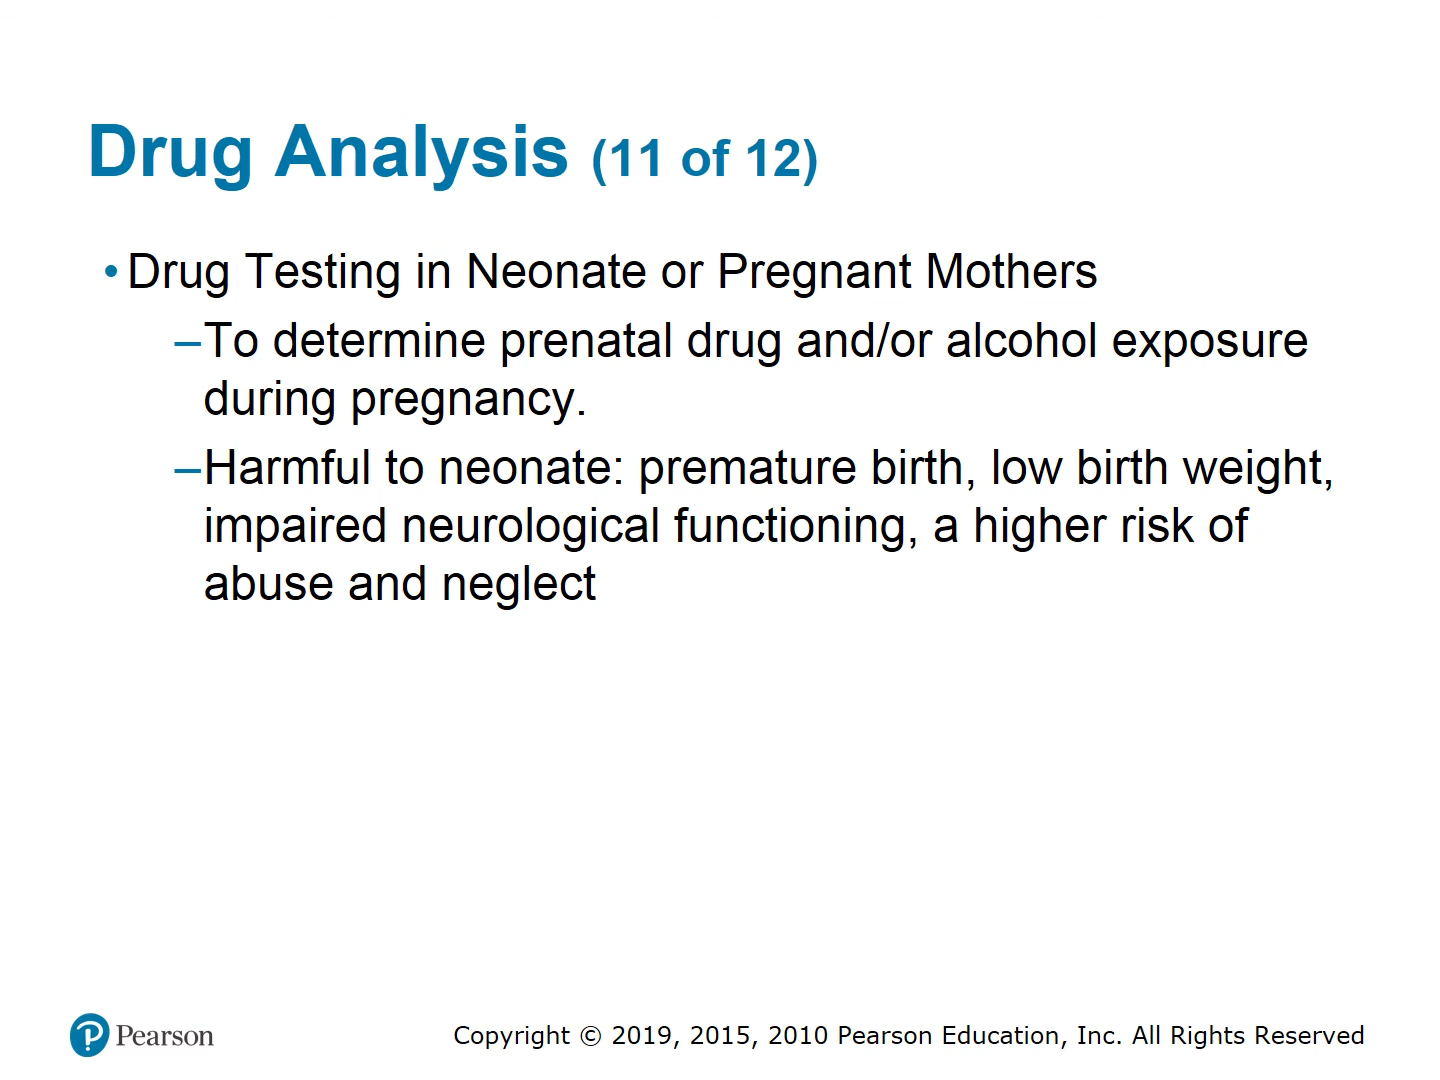 Drug Analysis (11 of 12)
• Drug Testing in Neonate or Pregnant Mothers
–To determine prenatal drug and/or alcohol exposure
during pregnancy.
–Harmful to neonate: premature birth, low birth weight,
impaired neurological functioning, a higher risk of
abuse and neglect
Pearson
Copyright © 2019, 2015, 2010 Pearson Education, Inc. All Rights Reserved